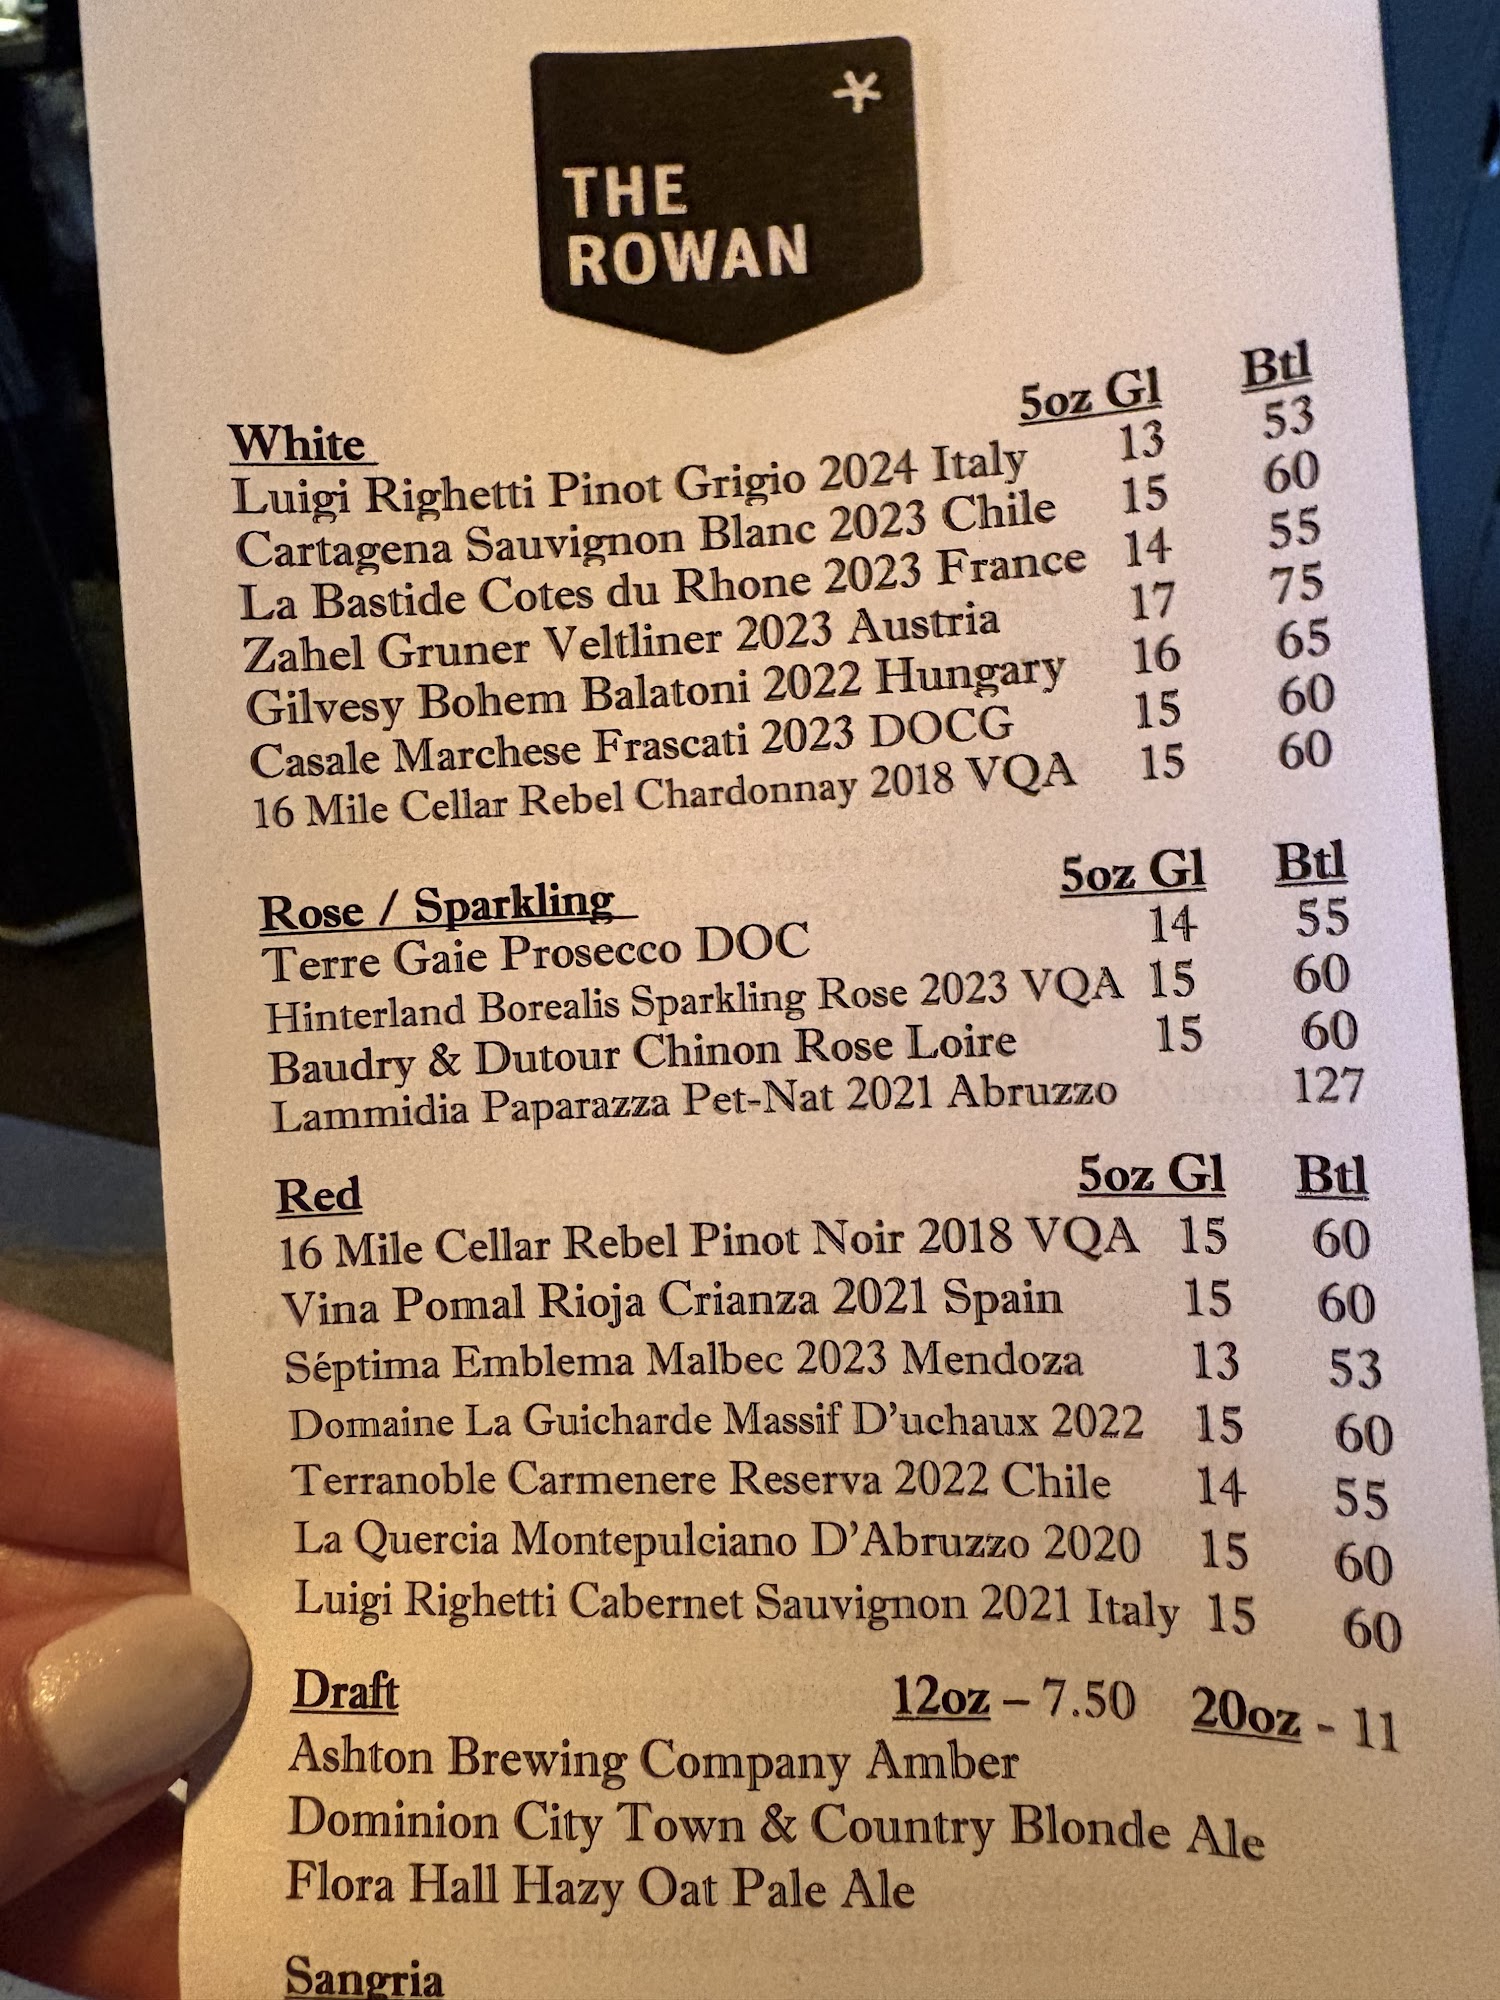 THE
ROWAN
White 5oz Gl Btl
Luigi Righetti Pinot Grigio 2024 Italy 13 53
Cartagena Sauvignon Blanc 2023 Chile 15 60
La Bastide Cotes du Rhone 2023 France 14 55
Zahel Gruner Veltliner 2023 Austria 17 75
Gilvesy Bohem Balatoni 2022 Hungary 16 65
Casale Marchese Frascati 2023 DOCG 15 60
16 Mile Cellar Rebel Chardonnay 2018 VQA 15 60
Rose / Sparkling 5oz Gl Btl
Terre Gaie Prosecco DOC 14 55
Hinterland Borealis Sparkling Rose 2023 VQA 15 60
Baudry & Dutour Chinon Rose Loire 15 60
Lammidia Paparazza Pet-Nat 2021 Abruzzo 127
Red 5oz Gl Btl
16 Mile Cellar Rebel Pinot Noir 2018 VQA 15 60
Vina Pomal Rioja Crianza 2021 Spain 15 60
Séptima Emblema Malbec 2023 Mendoza 13 53
Domaine La Guicharde Massif D'uchaux 2022 15 60
Terranoble Carmenere Reserva 2022 Chile 14 55
La Quercia Montepulciano D'Abruzzo 2020 15 60
Luigi Righetti Cabernet Sauvignon 2021 Italy 15 60
Draft 12oz – 7.50 20oz - 11
Ashton Brewing Company Amber
Dominion City Town & Country Blonde Ale
Flora Hall Hazy Oat Pale Ale
Sangria